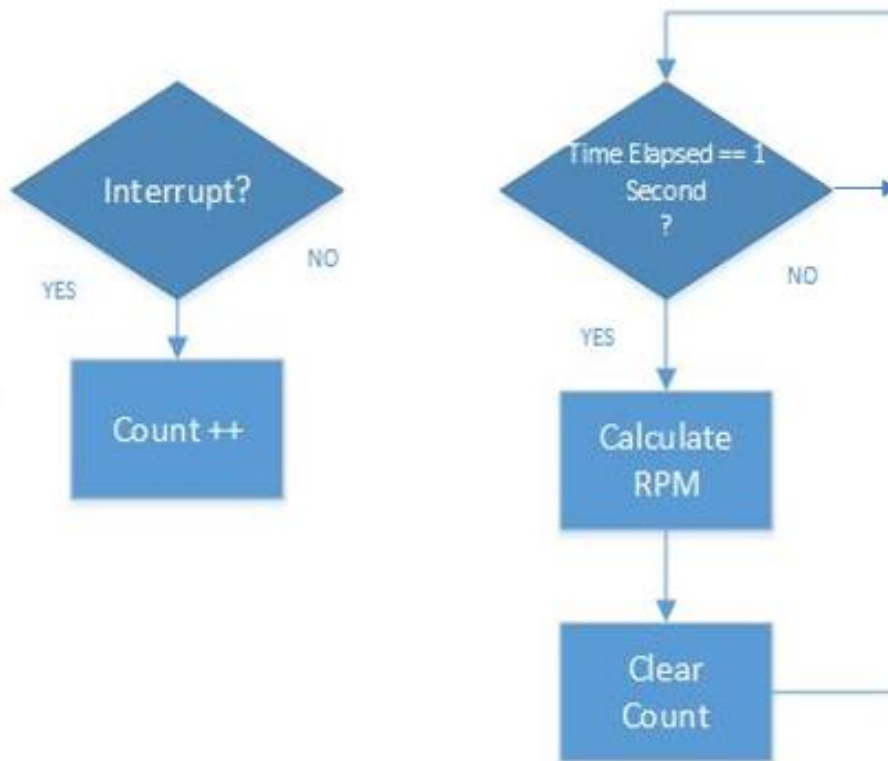 Interrupt?
YES
NO
Count ++
Time Elapsed == 1
Second
?
NO
YES
Calculate
RPM
Clear
Count